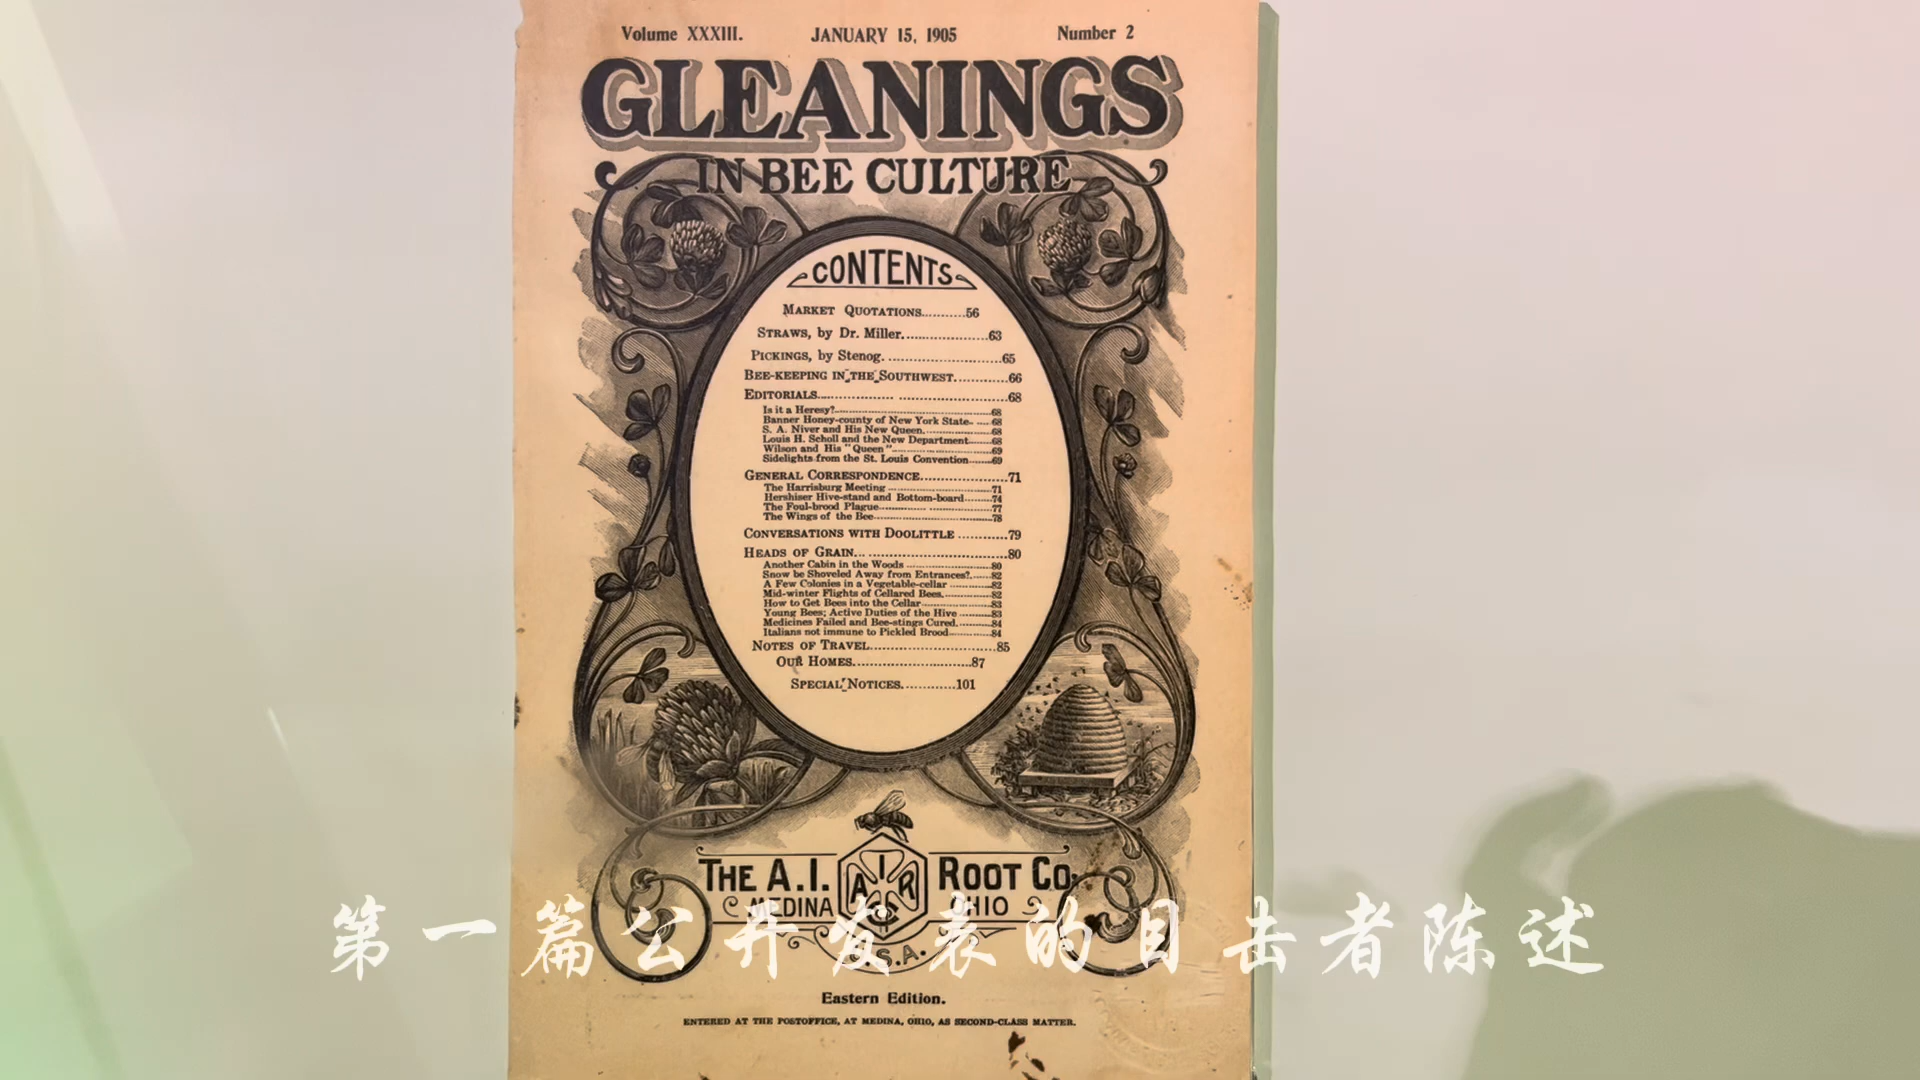 Volume XXXIII. JANUARY 15, 1905 Number 2
GLEANINGS
IN BEE CULTURE
CONTENTS
MARKET QUOTATIONS..........56
STRAWS, by Dr. Miller...................63
PICKINGS, by Stenog. ...........................65
BEE-KEEPING IN THE SOUTHWEST............66
EDITORIALS.......................................68
Is it a Heresy?........................................68
Banner Honey-county of New York State.....68
S. A. Niver and His New Queen...................68
Louis H. Scholl and the New Department.......68
Wilson and His "Queen"............................69
Sidelights from the St. Louis Convention.......69
GENERAL CORRESPONDENCE....................71
The Harrisburg Meeting............................71
Hershiser Hive-stand and Bottom-board.........74
The Foul-brood Plague..............................77
The Wings of the Bee................................78
CONVERSATIONS WITH DOOLITTLE ............79
HEADS OF GRAIN...................................80
Another Cabin in the Woods.......................80
Snow be Shoveled Away from Entrances?.......82
A Few Colonies in a Vegetable-cellar............82
Mid-winter Flights of Cellared Bees..............82
How to Get Bees into the Cellar...................83
Young Bees; Active Duties of the Hive..........83
Medicines Failed and Bee-stings Cured..........84
Italians not immune to Pickled Brood............84
NOTES OF TRAVEL.............................85
OUR HOMES..........................87
SPECIAL NOTICES............101
THE A. I. ROOT CO.
A I R
MEDINA OHIO
U.S.A.
第一篇公开发表的目击者陈述
Eastern Edition.
ENTERED AT THE POSTOFFICE, AT MEDINA, OHIO, AS SECOND-CLASS MATTER.